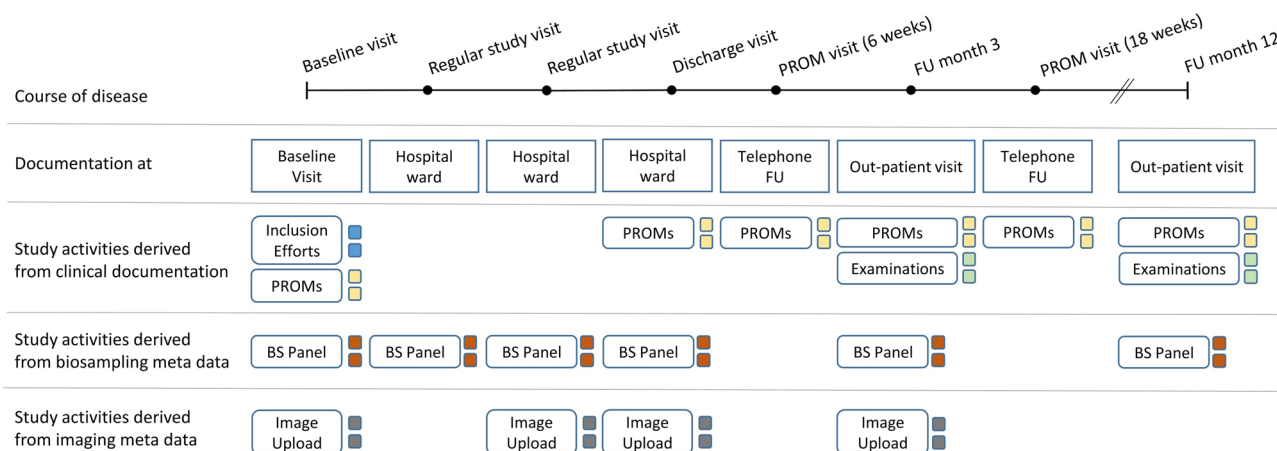 Baseline visit
Regular study visit
Regular study visit
Discharge visit
PROM visit (6 weeks)
FU month 3
PROM visit (18 weeks)
FU month 12
Course of disease
Documentation at
Baseline
Visit
Hospital
ward
Hospital
ward
Hospital
ward
Telephone
FU
Out-patient visit
Telephone
FU
Out-patient visit
Study activities derived
from clinical documentation
Inclusion
Efforts
PROMs
PROMs
PROMs
PROMs
Examinations
PROMs
PROMs
Examinations
Study activities derived
from biosampling meta data
BS Panel
BS Panel
BS Panel
BS Panel
BS Panel
BS Panel
Study activities derived
from imaging meta data
Image
Upload
Image
Upload
Image
Upload
Image
Upload